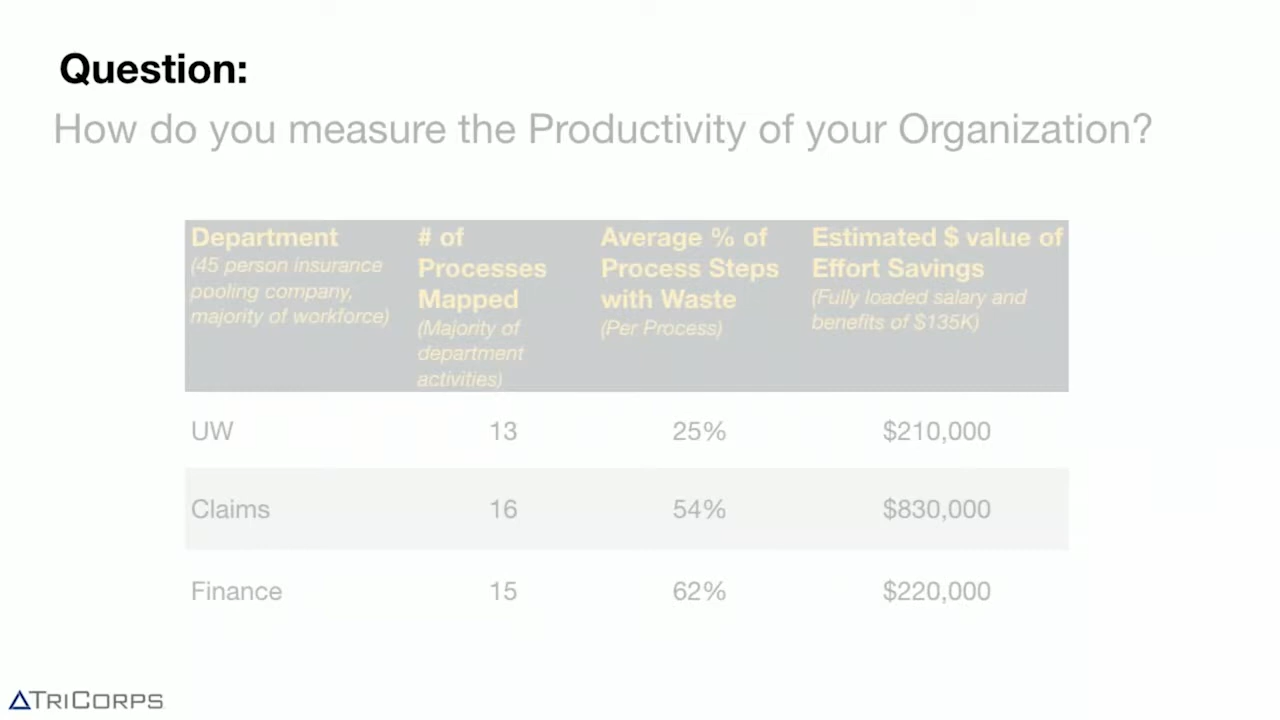 Question:
How do you measure the Productivity of your Organization?
Department
(45 person insurance
pooling company,
majority of workforce)
# of
Processes
Mapped
(Majority of
department
activities)
Average % of
Process Steps
with Waste
(Per Process)
Estimated $ value of
Effort Savings
(Fully loaded salary and
benefits of $135K)
UW 13 25% $210,000
Claims 16 54% $830,000
Finance 15 62% $220,000
TRICORPS